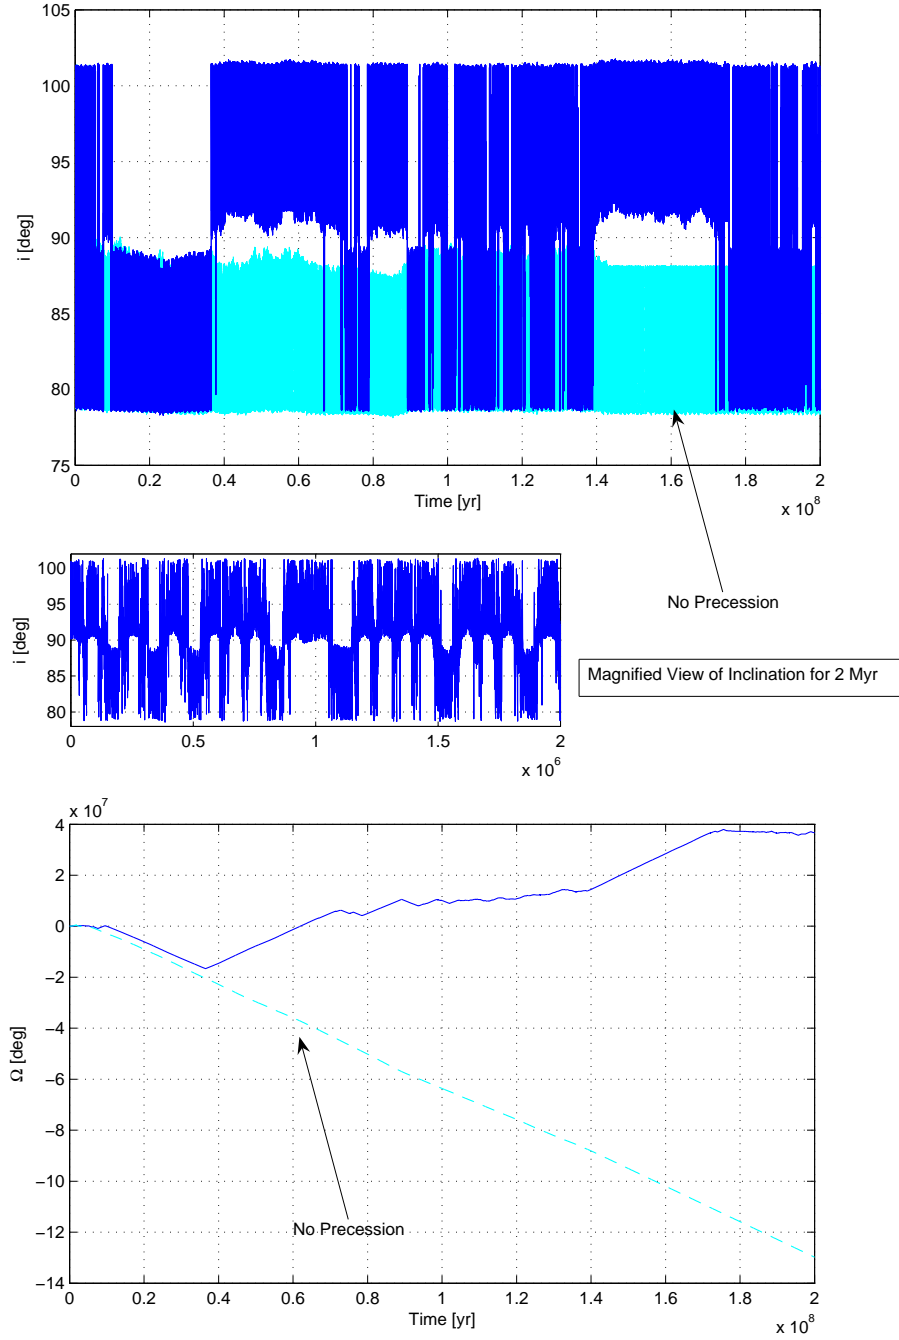 105
100
95
90
85
80
75
i [deg]
0 0.2 0.4 0.6 0.8 1 1.2 1.4 1.6 1.8 2
Time [yr]
x 10^8
No Precession
100
95
90
85
80
i [deg]
0 0.5 1 1.5 2
x 10^6
Magnified View of Inclination for 2 Myr
x 10^7
4
2
0
−2
−4
−6
−8
−10
−12
−14
Ω [deg]
No Precession
0 0.2 0.4 0.6 0.8 1 1.2 1.4 1.6 1.8 2
Time [yr]
x 10^8